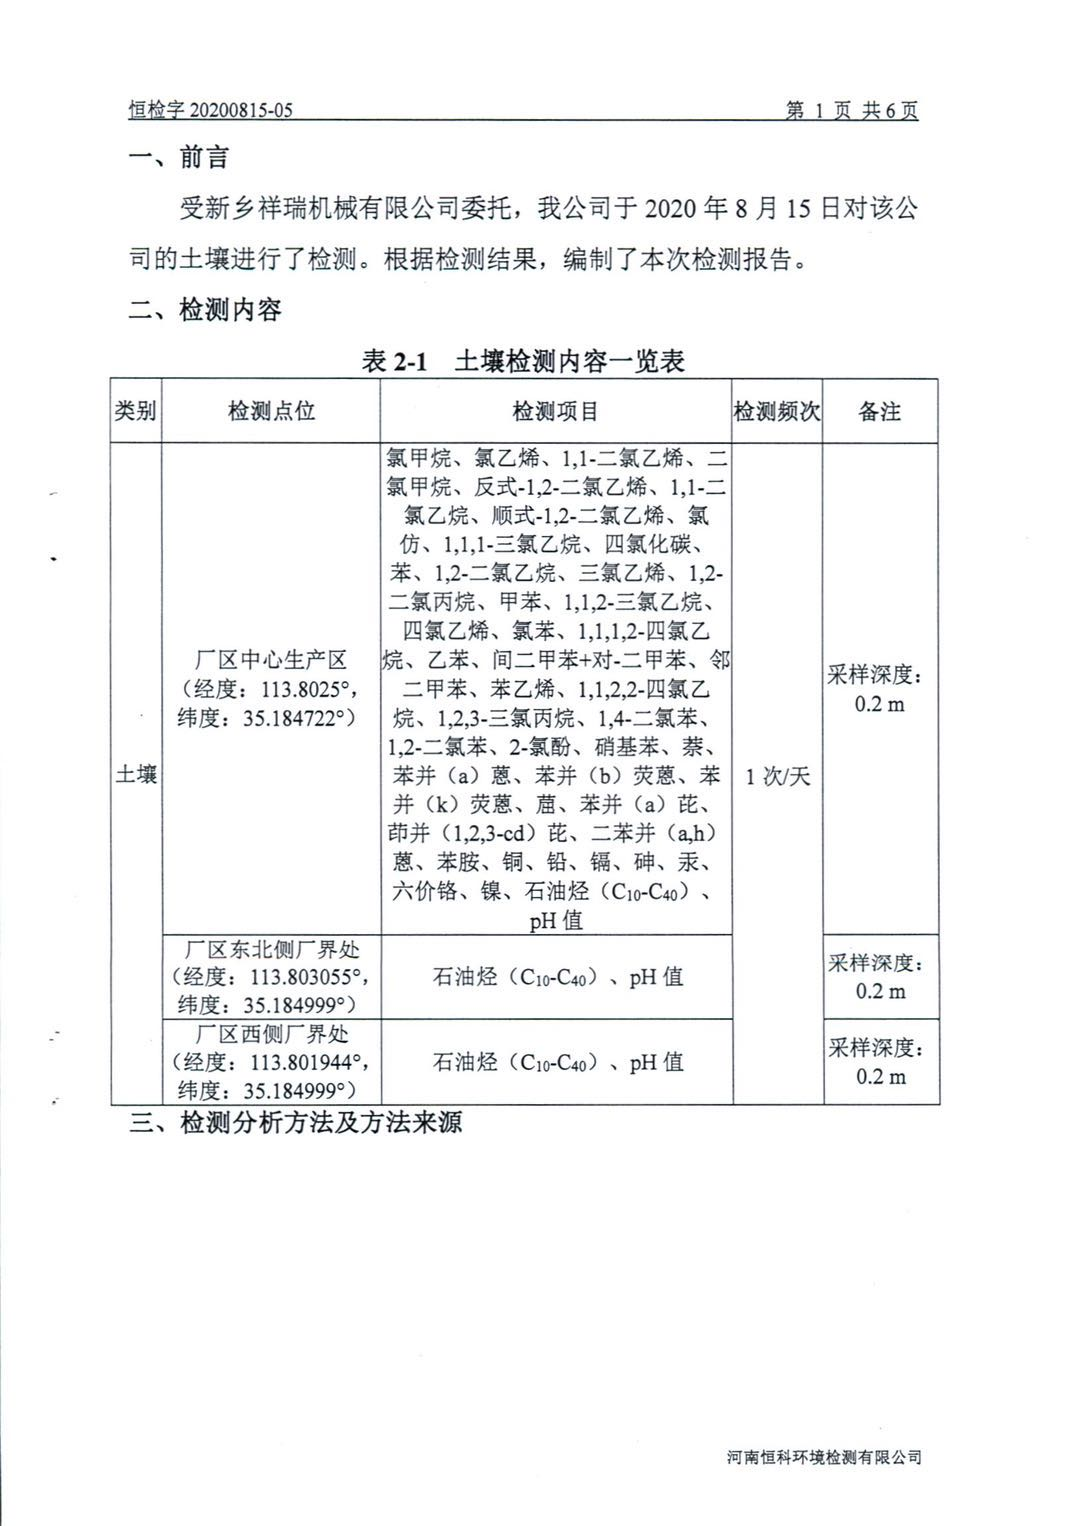 恒检字 20200815-05
第 1 页 共 6 页
一、前言
受新乡祥瑞机械有限公司委托，我公司于 2020 年 8 月 15 日对该公
司的土壤进行了检测。根据检测结果，编制了本次检测报告。
二、检测内容
表 2-1 土壤检测内容一览表
类别 检测点位 检测项目 检测频次 备注
土壤
厂区中心生产区
（经度：113.8025°，
纬度：35.184722°）
氯甲烷、氯乙烯、1,1-二氯乙烯、二
氯甲烷、反式-1,2-二氯乙烯、1,1-二
氯乙烷、顺式-1,2-二氯乙烯、氯
仿、1,1,1-三氯乙烷、四氯化碳、
苯、1,2-二氯乙烷、三氯乙烯、1,2-
二氯丙烷、甲苯、1,1,2-三氯乙烷、
四氯乙烯、氯苯、1,1,1,2-四氯乙
烷、乙苯、间二甲苯+对-二甲苯、邻
二甲苯、苯乙烯、1,1,2,2-四氯乙
烷、1,2,3-三氯丙烷、1,4-二氯苯、
1,2-二氯苯、2-氯酚、硝基苯、萘、
苯并（a）蒽、苯并（b）荧蒽、苯
并（k）荧蒽、䓛、苯并（a）芘、
茚并（1,2,3-cd）芘、二苯并（a,h）
蒽、苯胺、铜、铅、镉、砷、汞、
六价铬、镍、石油烃（C10-C40）、
pH 值
1 次/天
采样深度：
0.2 m
厂区东北侧厂界处
（经度：113.803055°，
纬度：35.184999°）
石油烃（C10-C40）、pH 值
采样深度：
0.2 m
厂区西侧厂界处
（经度：113.801944°，
纬度：35.184999°）
石油烃（C10-C40）、pH 值
采样深度：
0.2 m
三、检测分析方法及方法来源
河南恒科环境检测有限公司